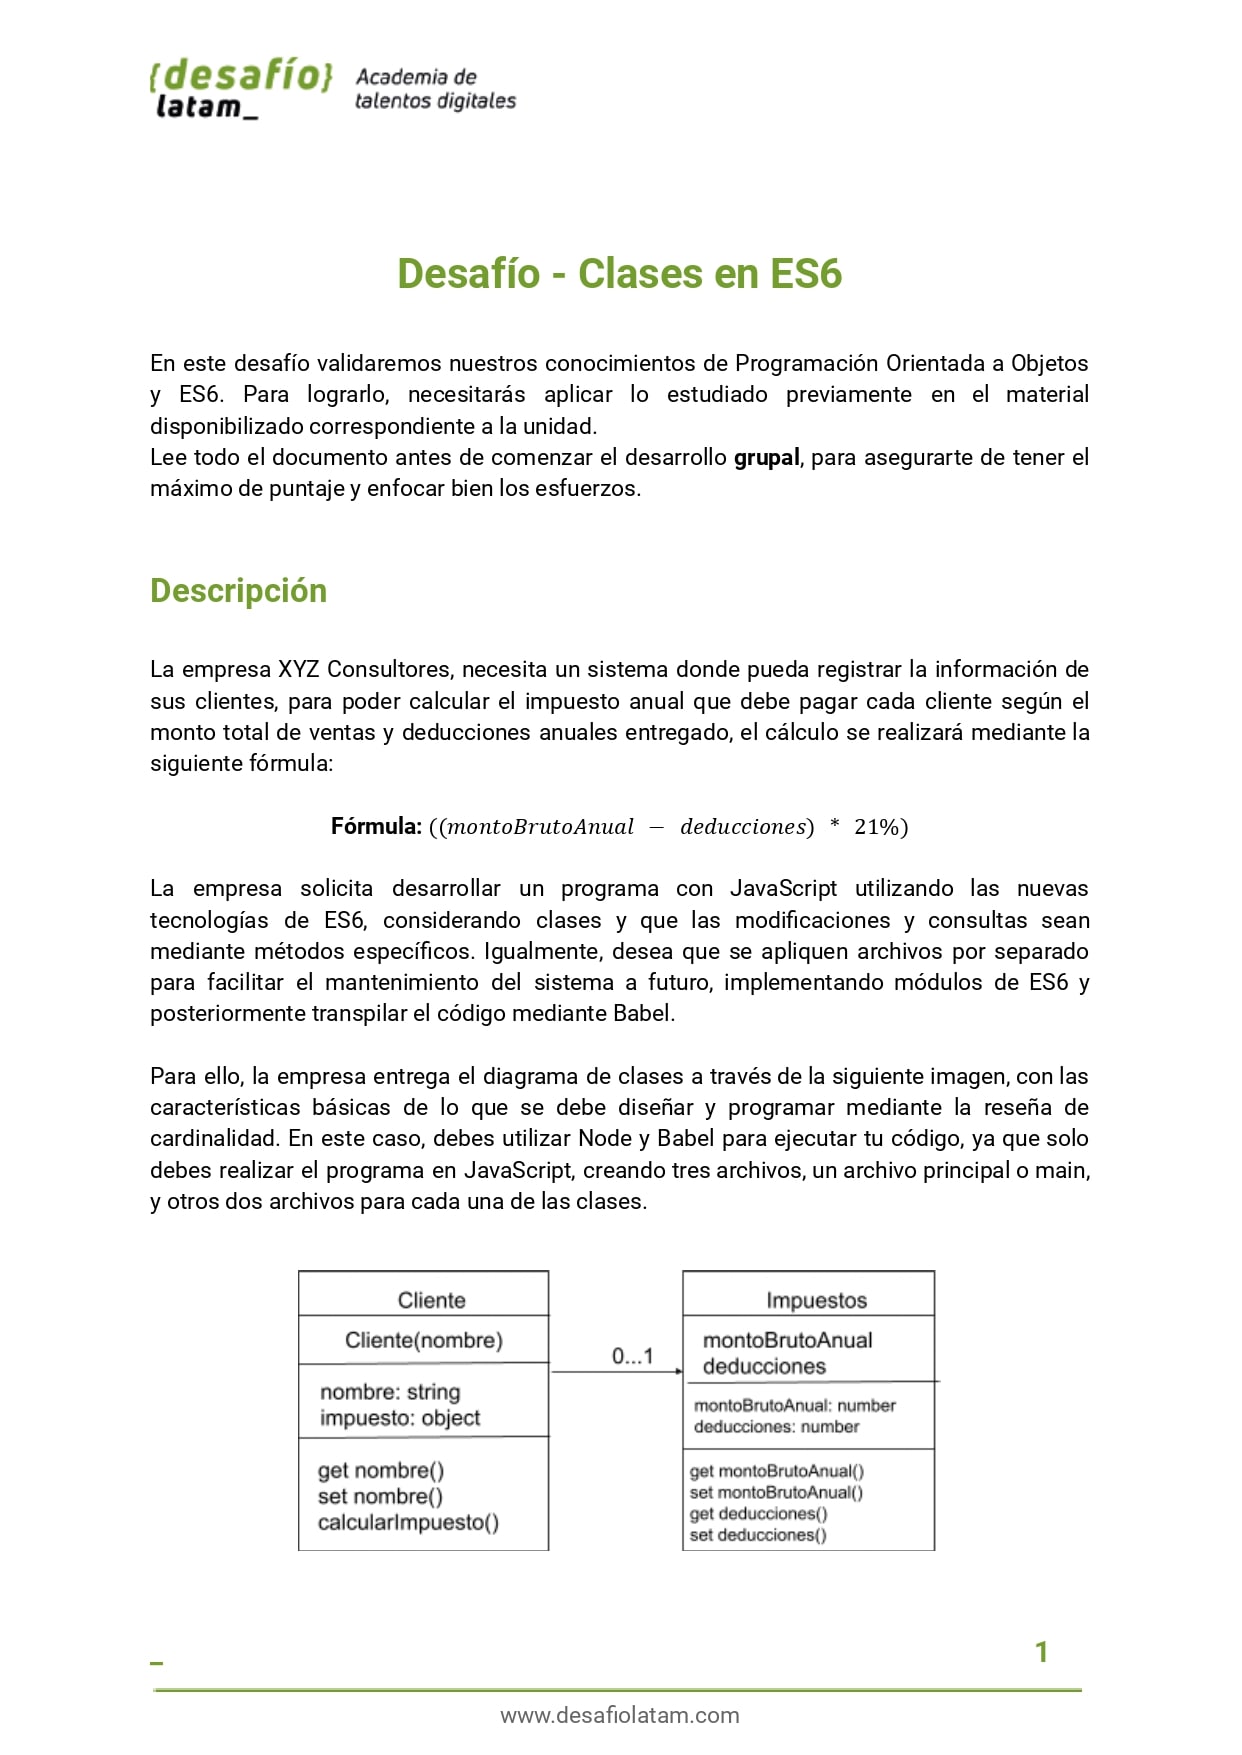 {desafío}
latam_
Academia de
talentos digitales
Desafío - Clases en ES6
En este desafío validaremos nuestros conocimientos de Programación Orientada a Objetos
y ES6. Para lograrlo, necesitarás aplicar lo estudiado previamente en el material
disponibilizado correspondiente a la unidad.
Lee todo el documento antes de comenzar el desarrollo grupal, para asegurarte de tener el
máximo de puntaje y enfocar bien los esfuerzos.
Descripción
La empresa XYZ Consultores, necesita un sistema donde pueda registrar la información de
sus clientes, para poder calcular el impuesto anual que debe pagar cada cliente según el
monto total de ventas y deducciones anuales entregado, el cálculo se realizará mediante la
siguiente fórmula:
Fórmula: ((montoBrutoAnual − deducciones) * 21%)
La empresa solicita desarrollar un programa con JavaScript utilizando las nuevas
tecnologías de ES6, considerando clases y que las modificaciones y consultas sean
mediante métodos específicos. Igualmente, desea que se apliquen archivos por separado
para facilitar el mantenimiento del sistema a futuro, implementando módulos de ES6 y
posteriormente transpilar el código mediante Babel.
Para ello, la empresa entrega el diagrama de clases a través de la siguiente imagen, con las
características básicas de lo que se debe diseñar y programar mediante la reseña de
cardinalidad. En este caso, debes utilizar Node y Babel para ejecutar tu código, ya que solo
debes realizar el programa en JavaScript, creando tres archivos, un archivo principal o main,
y otros dos archivos para cada una de las clases.
Cliente
Cliente(nombre)
nombre: string
impuesto: object
get nombre()
set nombre()
calcularImpuesto()
0...1
Impuestos
montoBrutoAnual
deducciones
montoBrutoAnual: number
deducciones: number
get montoBrutoAnual()
set montoBrutoAnual()
get deducciones()
set deducciones()
_
1
www.desafiolatam.com